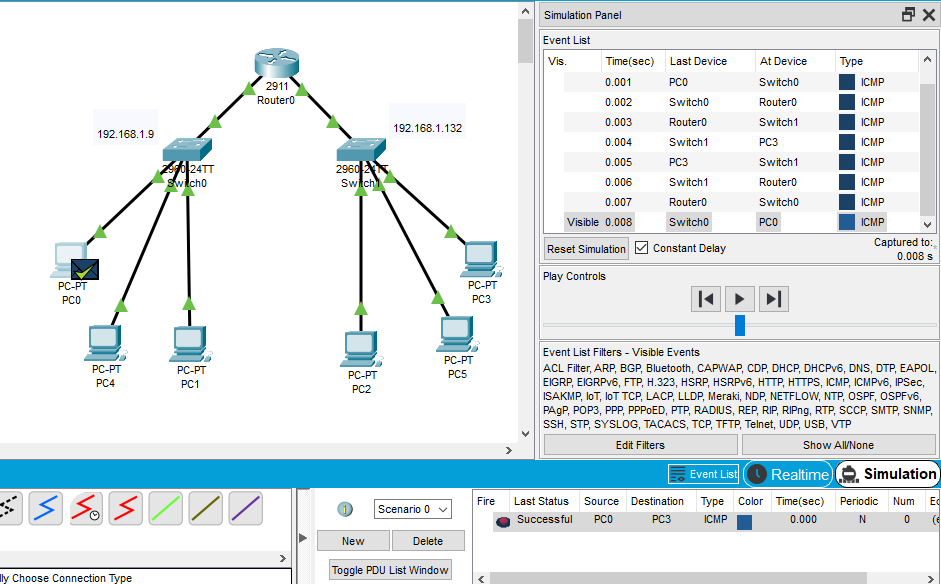 Simulation Panel
Event List
Vis. Time(sec) Last Device At Device Type
0.001 PC0 Switch0 ICMP
0.002 Switch0 Router0 ICMP
0.003 Router0 Switch1 ICMP
0.004 Switch1 PC3 ICMP
0.005 PC3 Switch1 ICMP
0.006 Switch1 Router0 ICMP
0.007 Router0 Switch0 ICMP
Visible 0.008 Switch0 PC0 ICMP
Reset Simulation Constant Delay Captured to:
0.008 s
Play Controls
Event List Filters - Visible Events
ACL Filter, ARP, BGP, Bluetooth, CAPWAP, CDP, DHCP, DHCPv6, DNS, DTP, EAPOL,
EIGRP, EIGRPv6, FTP, H.323, HSRP, HSRPv6, HTTP, HTTPS, ICMP, ICMPv6, IPSec,
ISAKMP, IoT, IoT TCP, LACP, LLDP, Meraki, NDP, NETFLOW, NTP, OSPF, OSPFv6,
PAgP, POP3, PPP, PPPoED, PTP, RADIUS, REP, RIP, RIPng, RTP, SCCP, SMTP, SNMP,
SSH, STP, SYSLOG, TACACS, TCP, TFTP, Telnet, UDP, USB, VTP
Edit Filters Show All/None
2911
Router0
192.168.1.9
192.168.1.132
2960-24TT
Switch0
2960-24TT
Switch1
PC-PT
PC0
PC-PT
PC3
PC-PT
PC4
PC-PT
PC1
PC-PT
PC2
PC-PT
PC5
Event List Realtime Simulation
Scenario 0
New Delete
Toggle PDU List Window
Fire Last Status Source Destination Type Color Time(sec) Periodic Num
Successful PC0 PC3 ICMP 0.000 N 0
Choose Connection Type